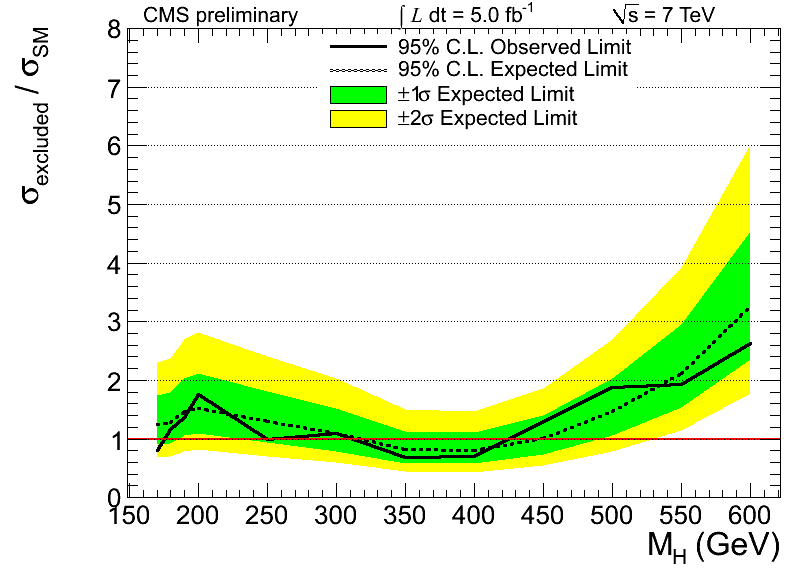 CMS preliminary ∫ L dt = 5.0 fb⁻¹ √s = 7 TeV
95% C.L. Observed Limit
95% C.L. Expected Limit
±1σ Expected Limit
±2σ Expected Limit
σexcluded / σSM
8
7
6
5
4
3
2
1
0
150 200 250 300 350 400 450 500 550 600
MH (GeV)